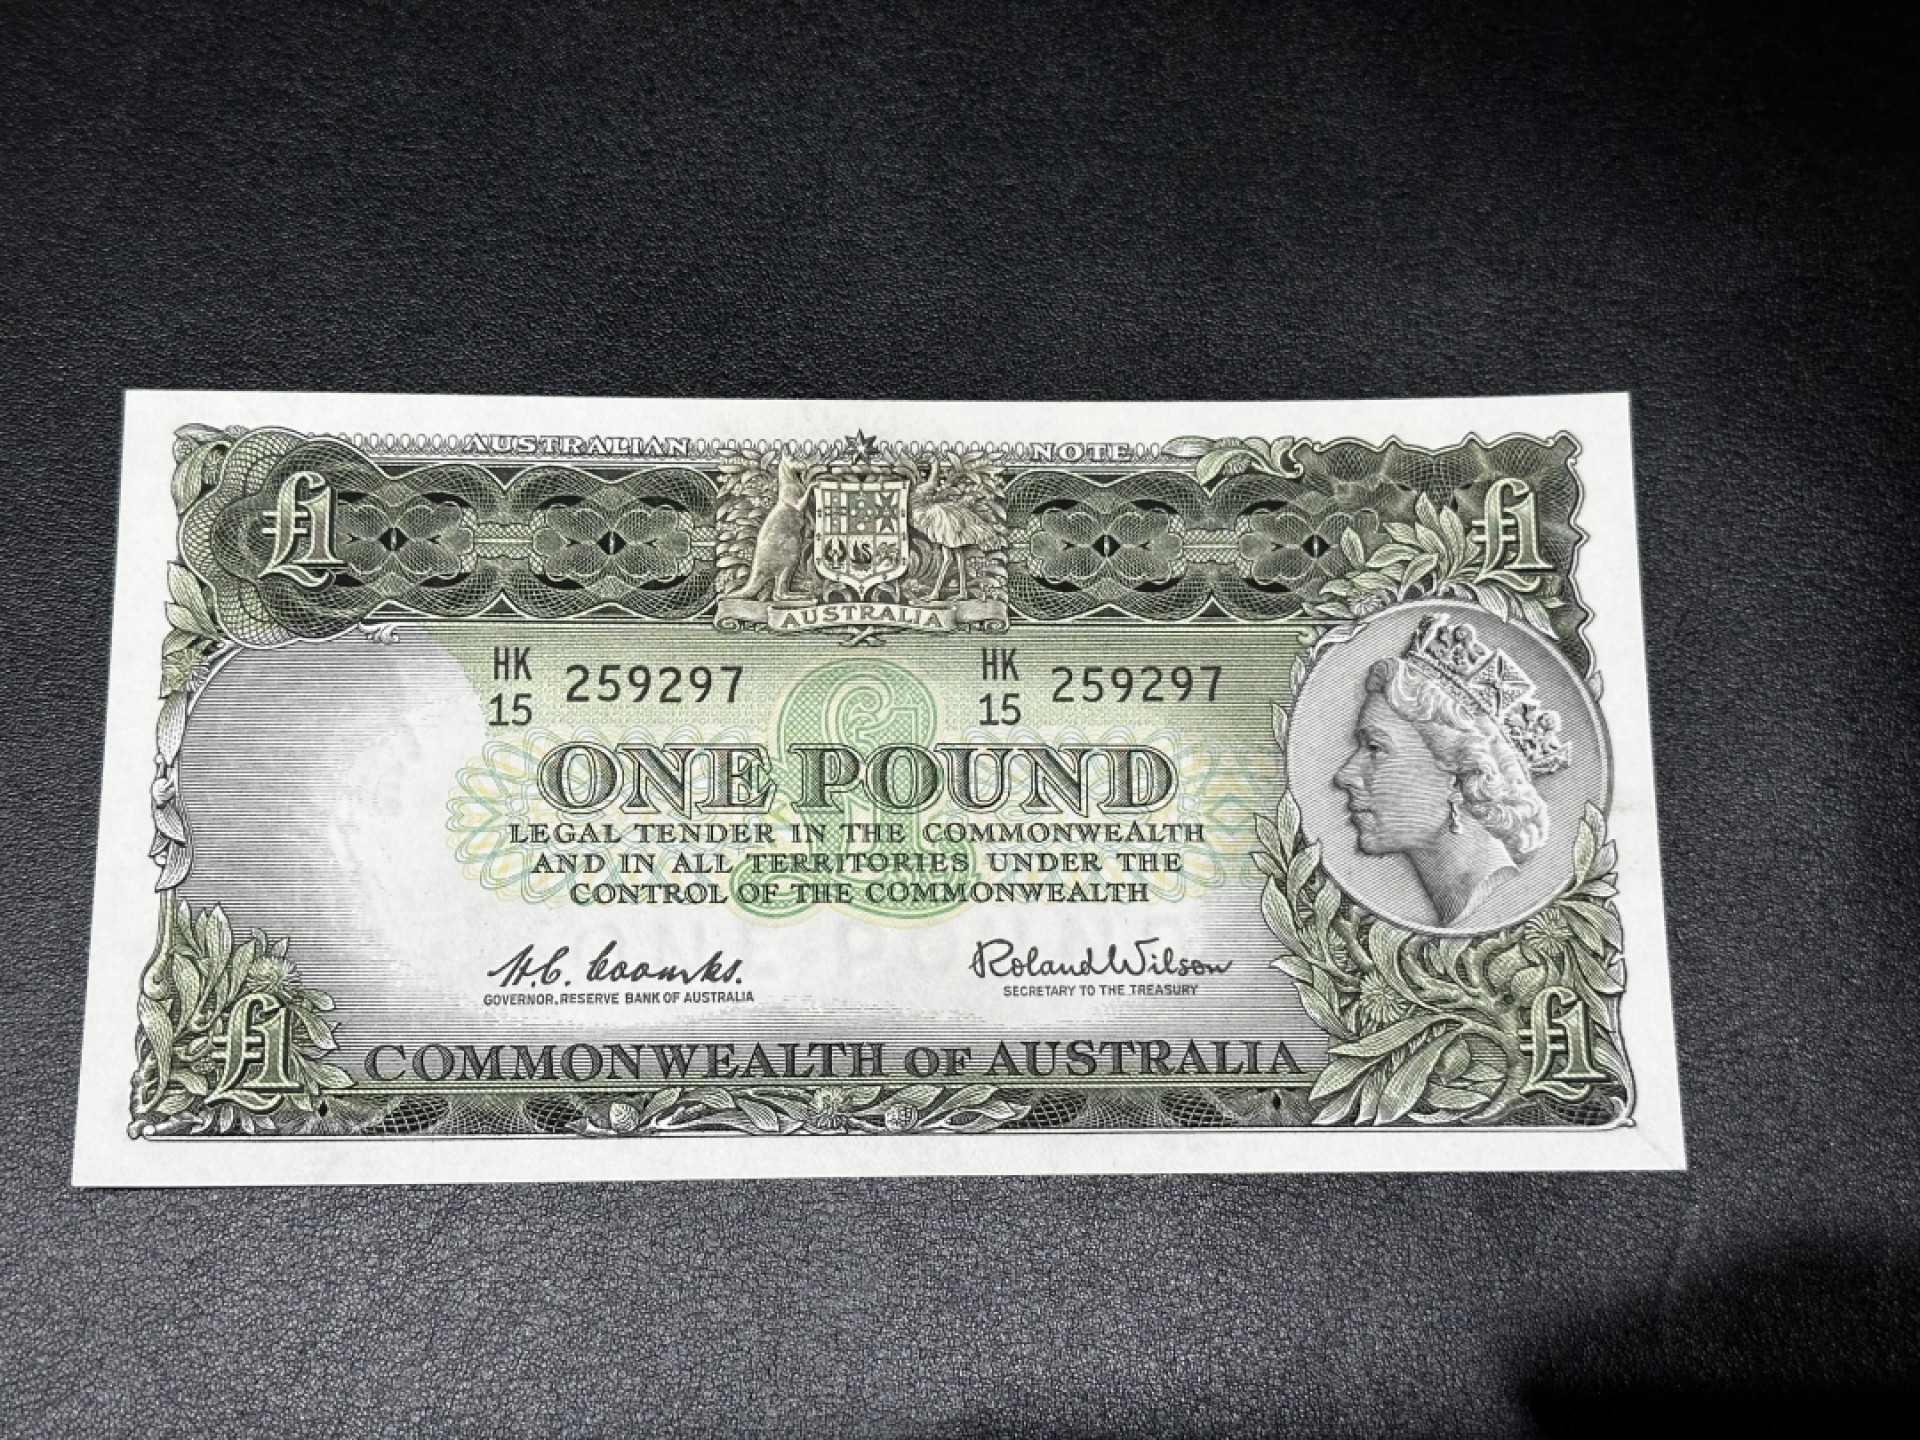 AUSTRALIAN NOTE
£1 £1
AUSTRALIA
HK 15 259297 HK 15 259297
ONE POUND
LEGAL TENDER IN THE COMMONWEALTH
AND IN ALL TERRITORIES UNDER THE
CONTROL OF THE COMMONWEALTH
H.C. Coombs. Roland Wilson
GOVERNOR, RESERVE BANK OF AUSTRALIA SECRETARY TO THE TREASURY
£1 £1
COMMONWEALTH OF AUSTRALIA